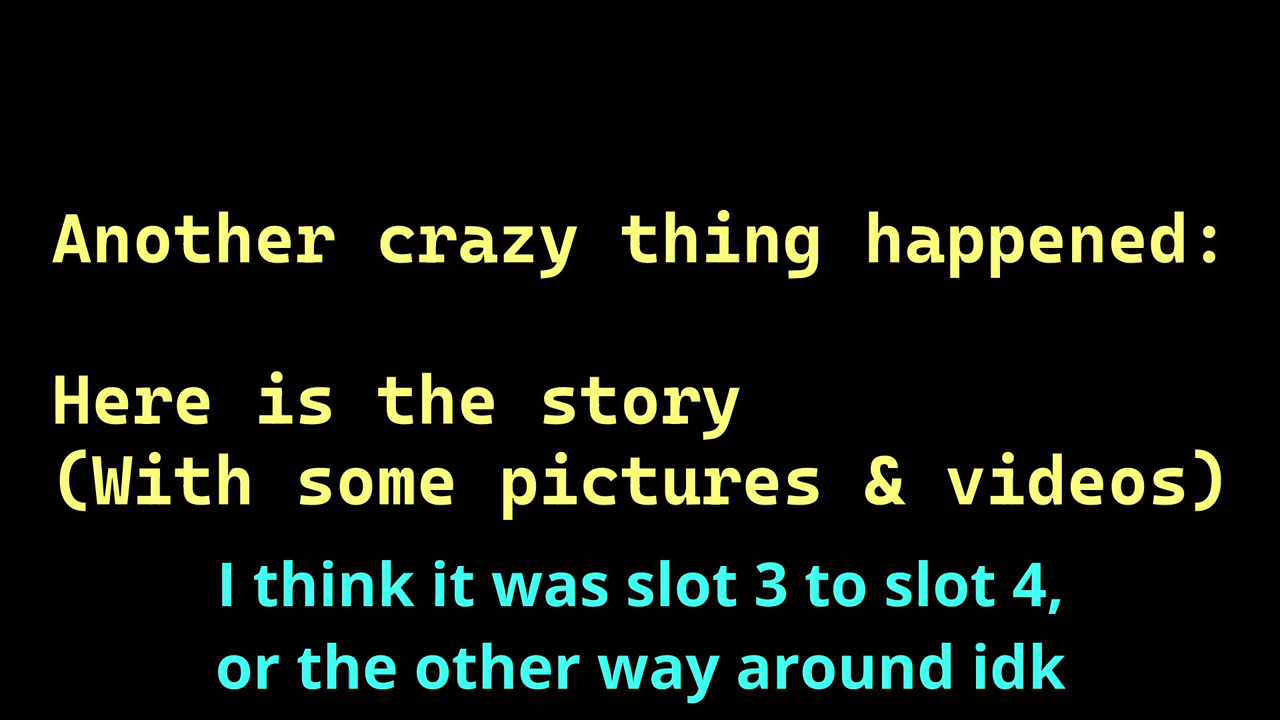 Another crazy thing happened:
Here is the story
(With some pictures & videos)
I think it was slot 3 to slot 4,
or the other way around idk